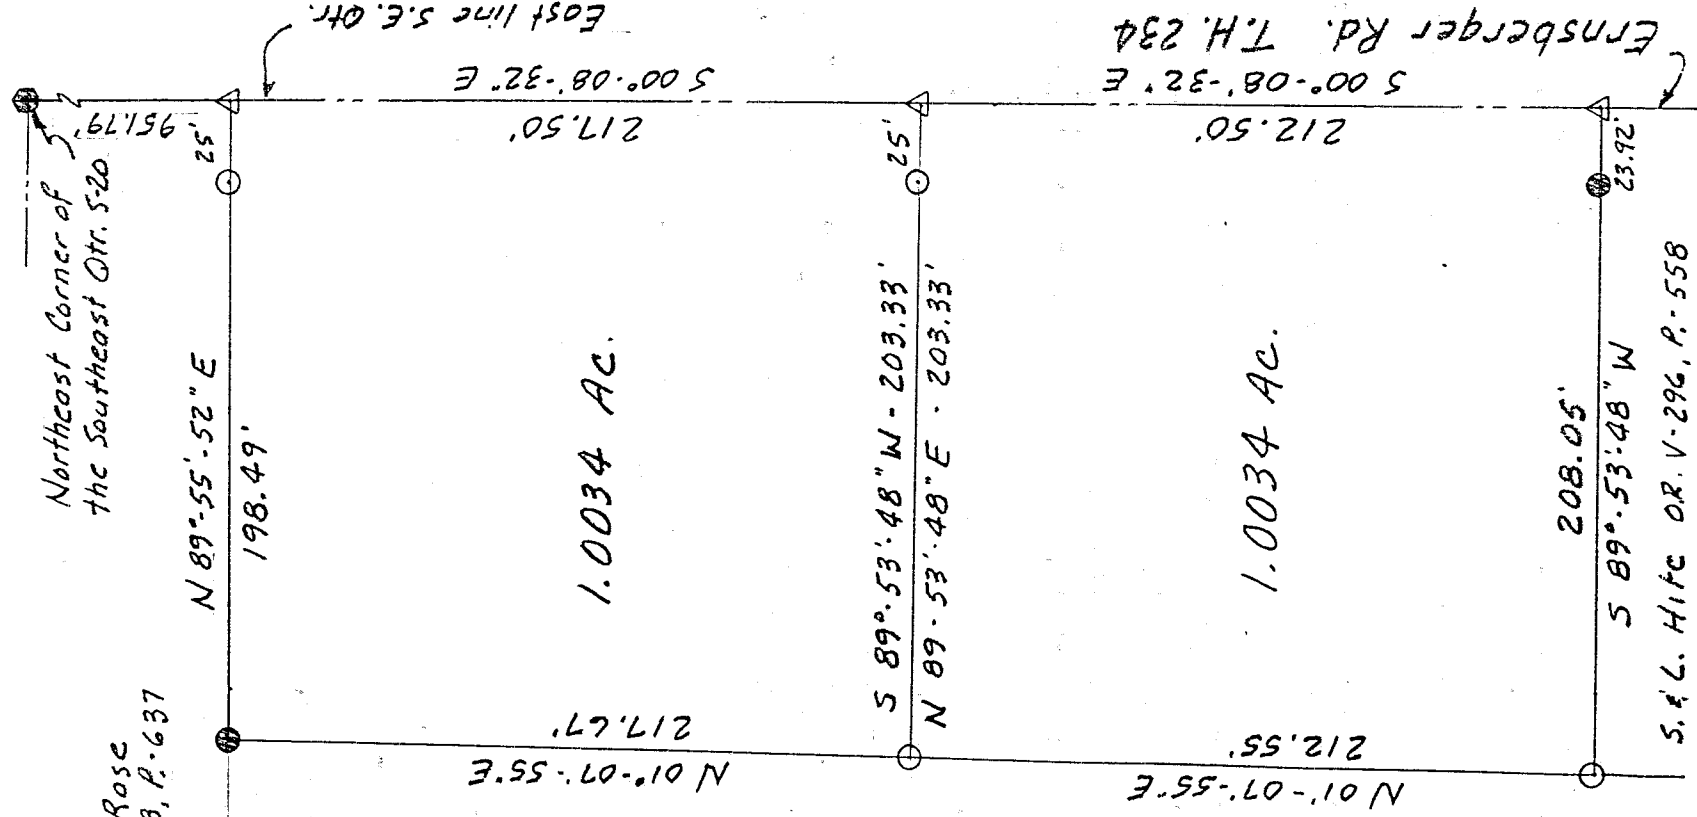 East line S.E. Qtr.
Ernsberger Rd. T.H. 234
S 00°-08'-32" E
S 00°-08'-32" E
951.79'
217.50'
212.50'
25'
25'
23.92'
Northeast Corner of
the Southeast Qtr. S-20
N 89°-55'-52" E
198.49'
1.0034 Ac.
S 89°-53'-48" W - 203.33'
N 89-53'-48" E - 203.33'
1.0034 Ac.
208.05'
S 89°-53'-48" W
S. & L. Hite O.R. V-296, P.-558
Rose
3, P.-637
217.67'
N 01°-07'-55" E
212.55'
N 01°-07'-55" E